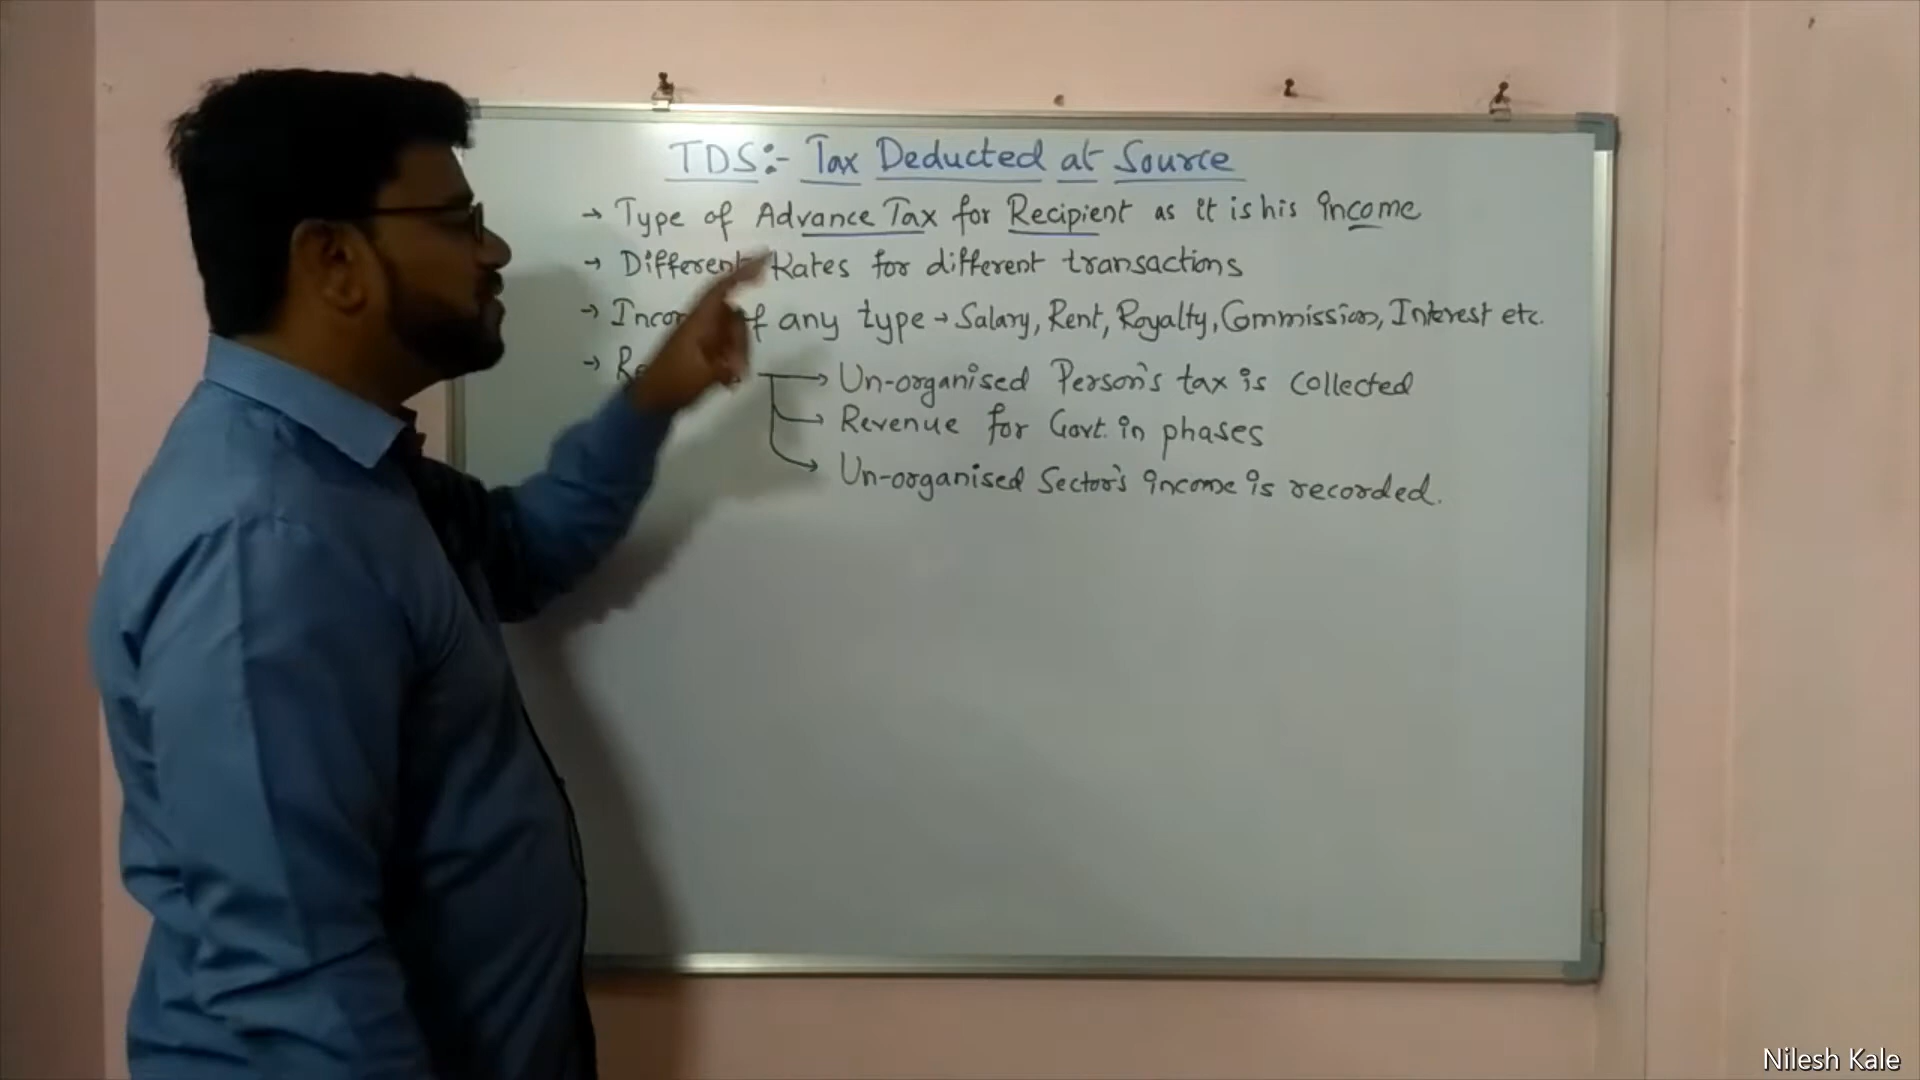 TDS:- Tax Deducted at Source
→ Type of Advance Tax for Recipient as it is his income
→ Different Rates for different transactions
→ of any type → Salary, Rent, Royalty, Commission, Interest etc.
→ → Un-organised Person's tax is collected
→ Revenue for Govt. in phases
→ Un-organised Sector's income is recorded.
Nilesh Kale